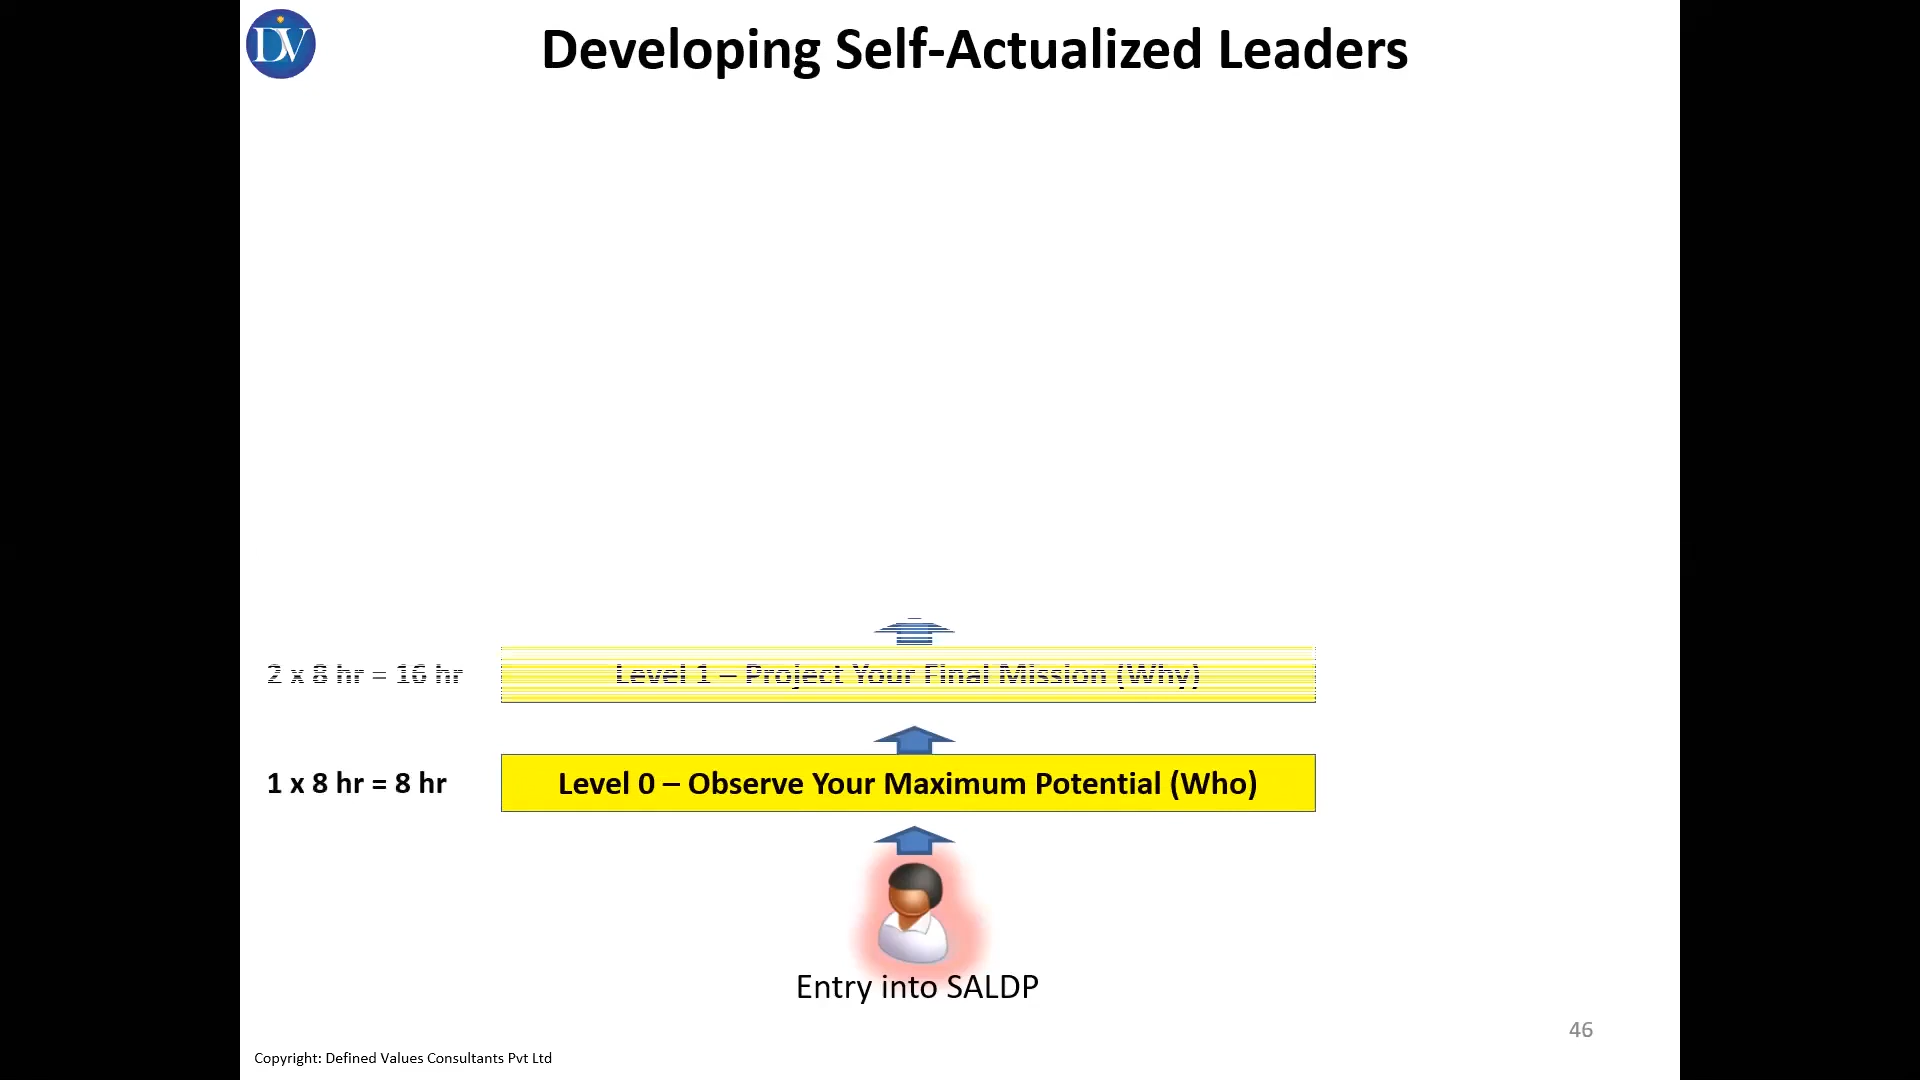 DV
Developing Self-Actualized Leaders
2 x 8 hr = 16 hr
Level 1 – Project Your Final Mission (Why)
1 x 8 hr = 8 hr
Level 0 – Observe Your Maximum Potential (Who)
Entry into SALDP
46
Copyright: Defined Values Consultants Pvt Ltd